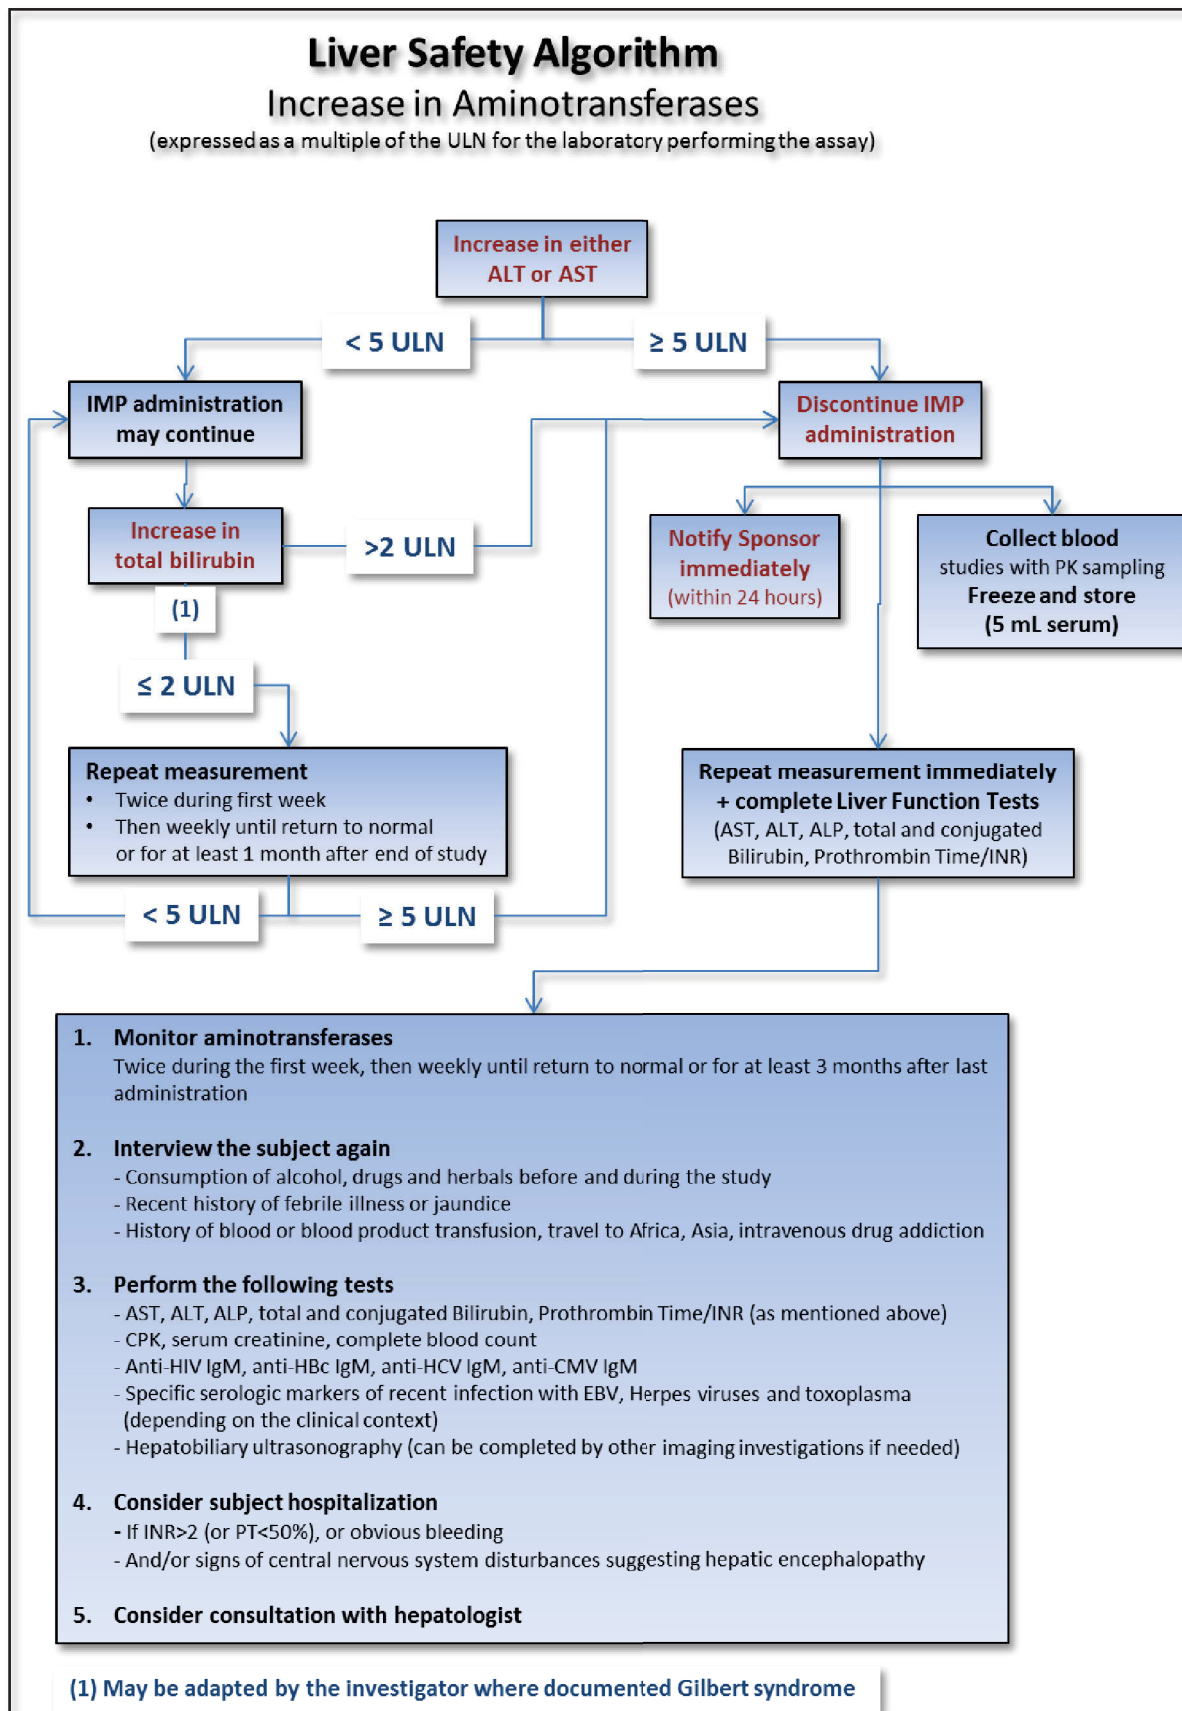 Liver Safety Algorithm
Increase in Aminotransferases
(expressed as a multiple of the ULN for the laboratory performing the assay)
Increase in either
ALT or AST
< 5 ULN
≥ 5 ULN
IMP administration
may continue
Discontinue IMP
administration
Increase in
total bilirubin
>2 ULN
Notify Sponsor
immediately
(within 24 hours)
Collect blood
studies with PK sampling
Freeze and store
(5 mL serum)
(1)
≤ 2 ULN
Repeat measurement
• Twice during first week
• Then weekly until return to normal
or for at least 1 month after end of study
Repeat measurement immediately
+ complete Liver Function Tests
(AST, ALT, ALP, total and conjugated
Bilirubin, Prothrombin Time/INR)
< 5 ULN
≥ 5 ULN
1. Monitor aminotransferases
Twice during the first week, then weekly until return to normal or for at least 3 months after last
administration
2. Interview the subject again
- Consumption of alcohol, drugs and herbals before and during the study
- Recent history of febrile illness or jaundice
- History of blood or blood product transfusion, travel to Africa, Asia, intravenous drug addiction
3. Perform the following tests
- AST, ALT, ALP, total and conjugated Bilirubin, Prothrombin Time/INR (as mentioned above)
- CPK, serum creatinine, complete blood count
- Anti-HIV IgM, anti-HBc IgM, anti-HCV IgM, anti-CMV IgM
- Specific serologic markers of recent infection with EBV, Herpes viruses and toxoplasma
(depending on the clinical context)
- Hepatobiliary ultrasonography (can be completed by other imaging investigations if needed)
4. Consider subject hospitalization
- If INR>2 (or PT<50%), or obvious bleeding
- And/or signs of central nervous system disturbances suggesting hepatic encephalopathy
5. Consider consultation with hepatologist
(1) May be adapted by the investigator where documented Gilbert syndrome